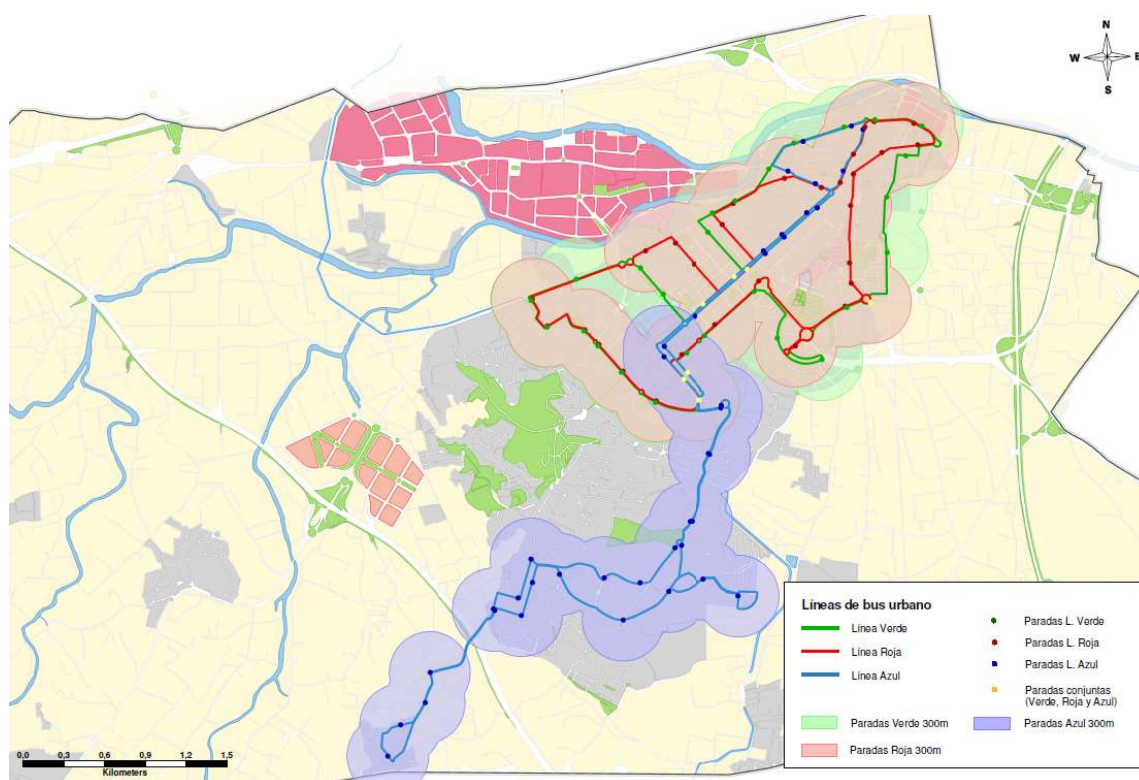 N
W E
S
Líneas de bus urbano
Línea Verde
Línea Roja
Línea Azul
Paradas L. Verde
Paradas L. Roja
Paradas L. Azul
Paradas conjuntas
(Verde, Roja y Azul)
Paradas Verde 300m
Paradas Azul 300m
Paradas Roja 300m
0,0 0,3 0,6 0,9 1,2 1,5
Kilometers